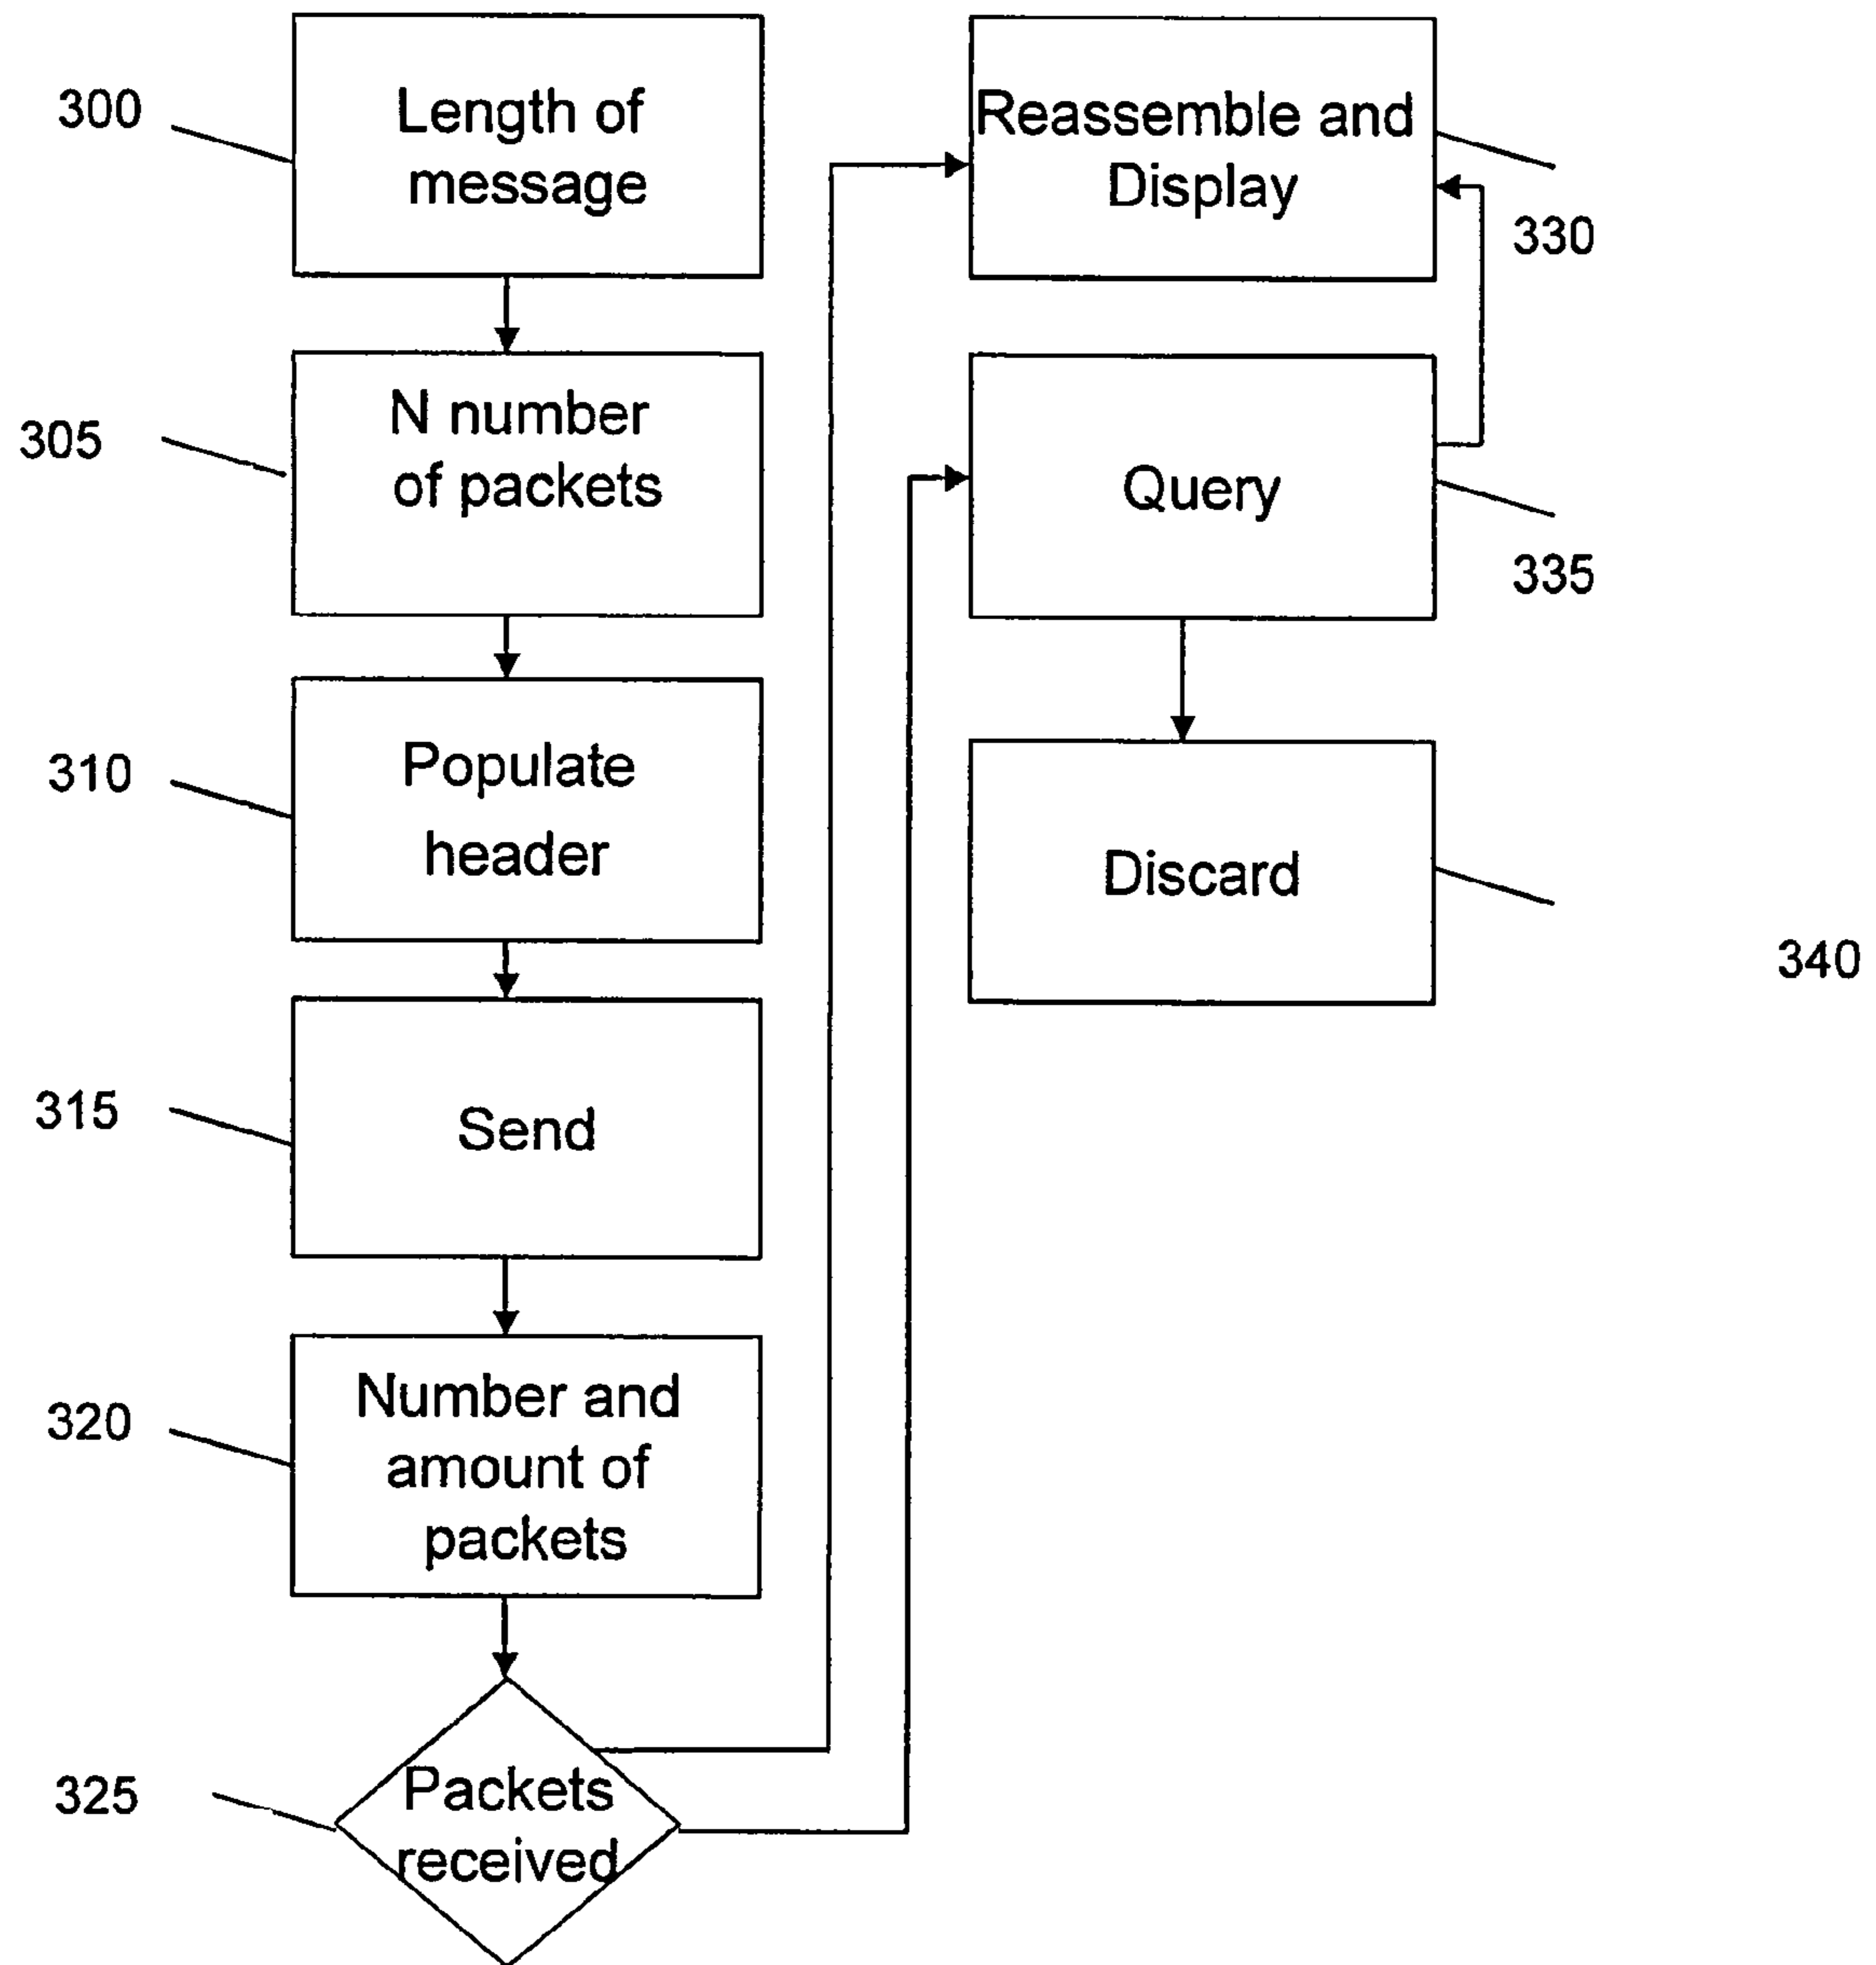 300
Length of
message
305
N number
of packets
310
Populate
header
315
Send
320
Number and
amount of
packets
325
Packets
received
Reassemble and
Display
330
Query
335
Discard
340